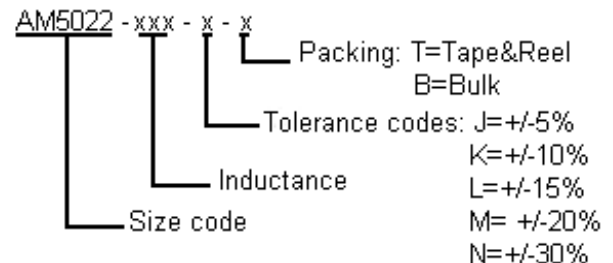 AM5022 - xxx - x - x
Packing: T=Tape&Reel
B=Bulk
Tolerance codes: J=+/-5%
K=+/-10%
Inductance
L=+/-15%
Size code
M= +/-20%
N=+/-30%